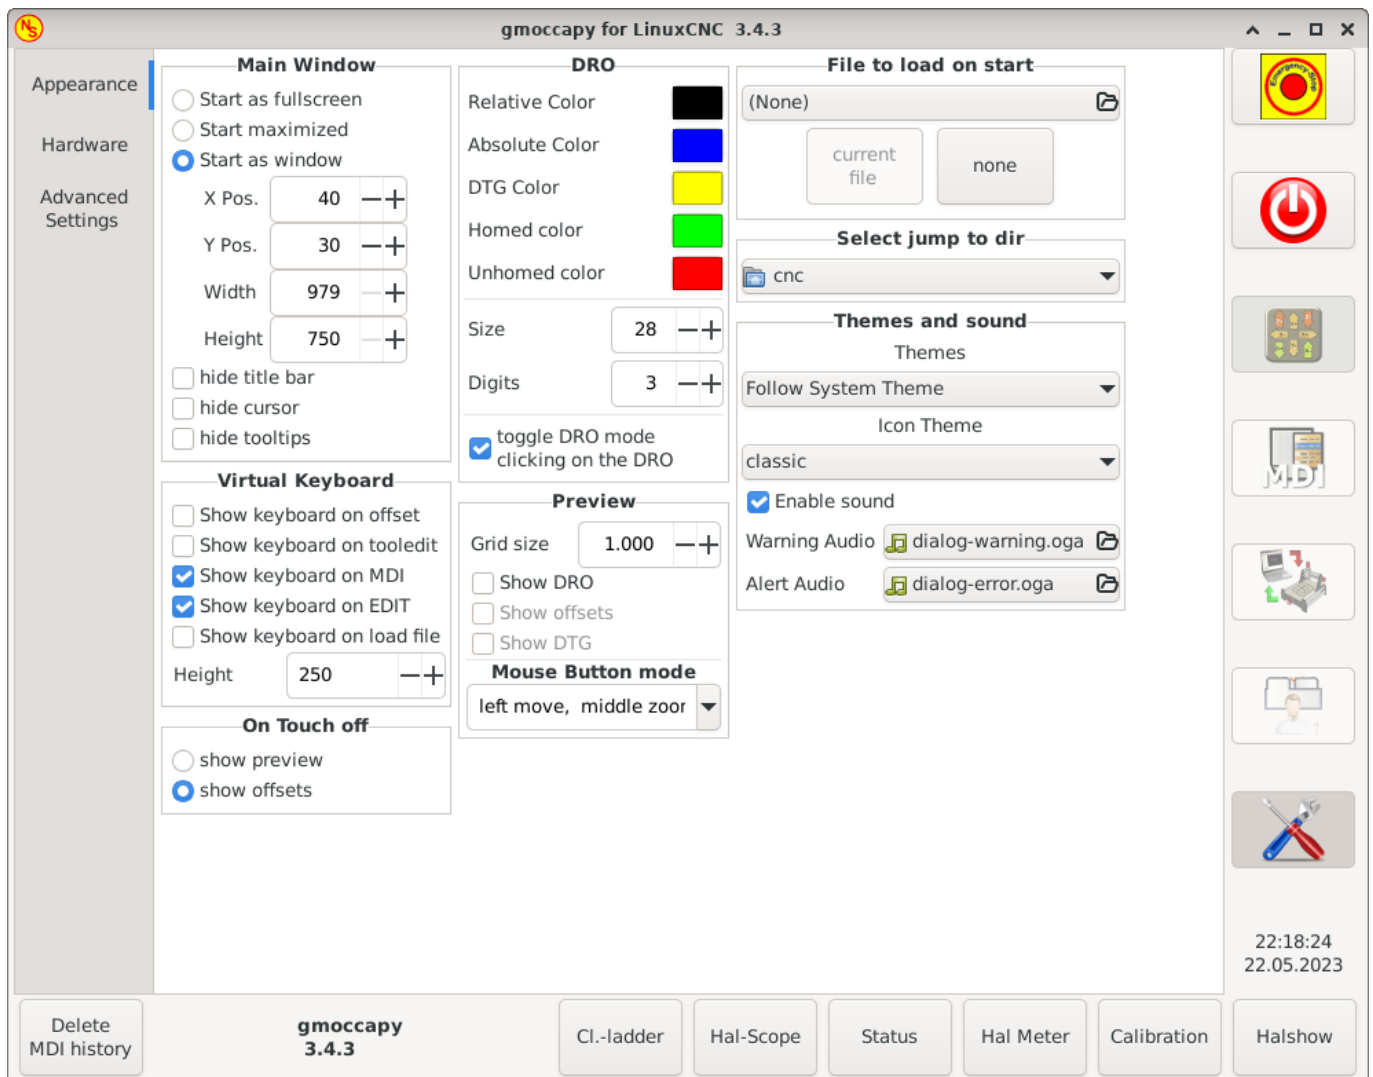 gmoccapy for LinuxCNC 3.4.3
Appearance
Hardware
Advanced
Settings
Main Window
Start as fullscreen
Start maximized
Start as window
X Pos. 40
Y Pos. 30
Width 979
Height 750
hide title bar
hide cursor
hide tooltips
Virtual Keyboard
Show keyboard on offset
Show keyboard on tooledit
Show keyboard on MDI
Show keyboard on EDIT
Show keyboard on load file
Height 250
On Touch off
show preview
show offsets
DRO
Relative Color
Absolute Color
DTG Color
Homed color
Unhomed color
Size 28
Digits 3
toggle DRO mode
clicking on the DRO
Preview
Grid size 1.000
Show DRO
Show offsets
Show DTG
Mouse Button mode
left move, middle zoor
File to load on start
(None)
current
file
none
Select jump to dir
cnc
Themes and sound
Themes
Follow System Theme
Icon Theme
classic
Enable sound
Warning Audio dialog-warning.oga
Alert Audio dialog-error.oga
Emergency-Stop
MDI
22:18:24
22.05.2023
Delete
MDI history
gmoccapy
3.4.3
Cl.-ladder
Hal-Scope
Status
Hal Meter
Calibration
Halshow